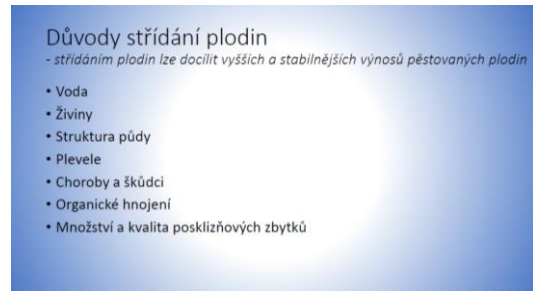 Důvody střídání plodin
- střídáním plodin lze docílit vyšších a stabilnějších výnosů pěstovaných plodin
• Voda
• Živiny
• Struktura půdy
• Plevele
• Choroby a škůdci
• Organické hnojení
• Množství a kvalita posklizňových zbytků